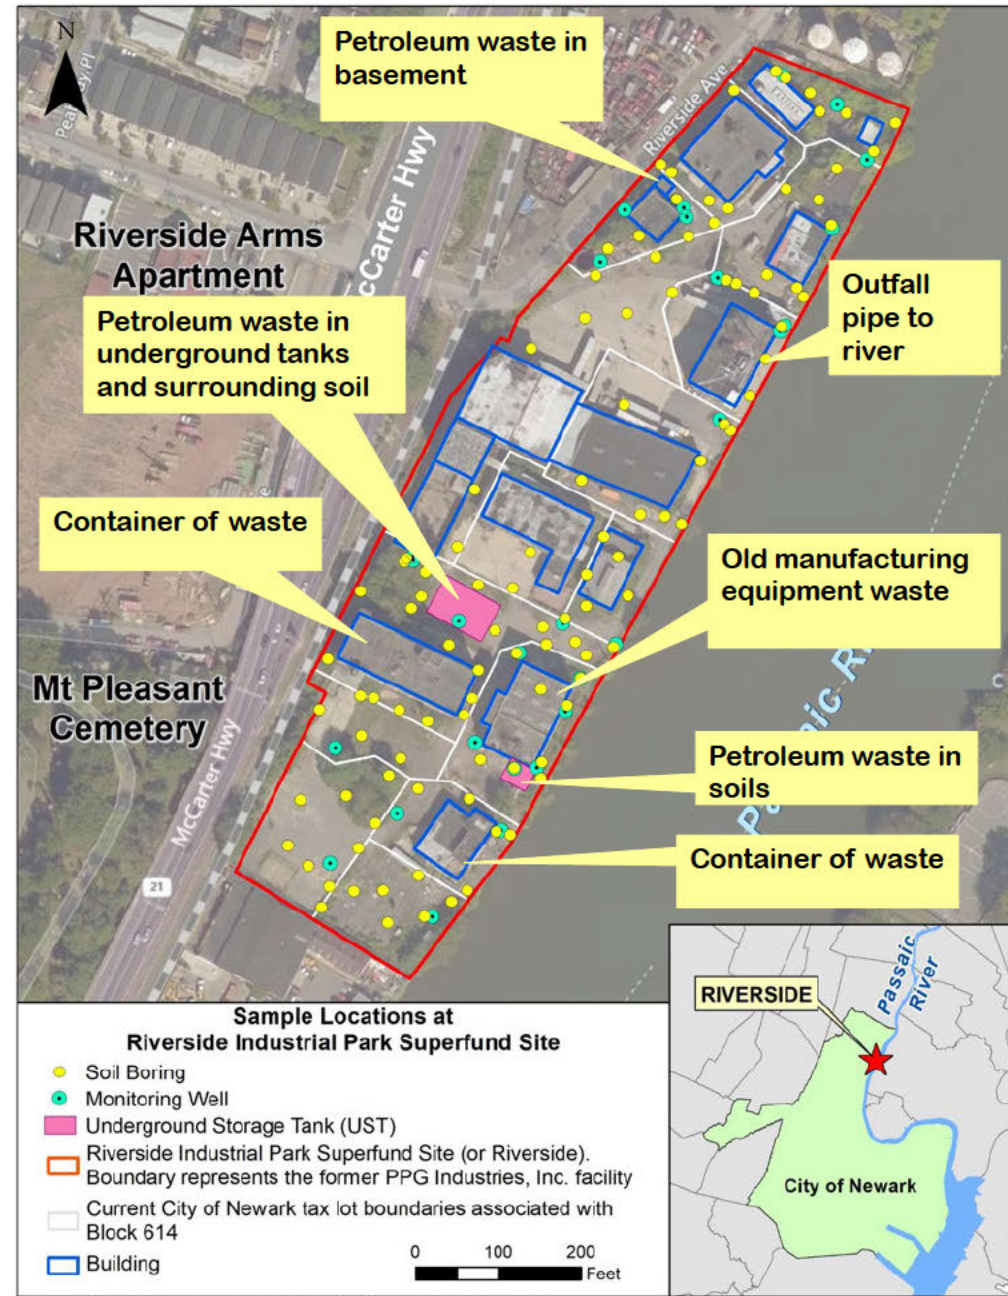 N
Peabody Pl
Petroleum waste in
basement
Riverside Ave
McCarter Hwy
Riverside Arms
Apartment
Petroleum waste in
underground tanks
and surrounding soil
Outfall
pipe to
river
Container of waste
Old manufacturing
equipment waste
Mt Pleasant
Cemetery
McCarter Hwy
Petroleum waste in
soils
Container of waste
21
Sample Locations at
Riverside Industrial Park Superfund Site
Soil Boring
Monitoring Well
Underground Storage Tank (UST)
Riverside Industrial Park Superfund Site (or Riverside).
Boundary represents the former PPG Industries, Inc. facility
Current City of Newark tax lot boundaries associated with
Block 614
Building
0 100 200
Feet
RIVERSIDE
Passaic
River
City of Newark